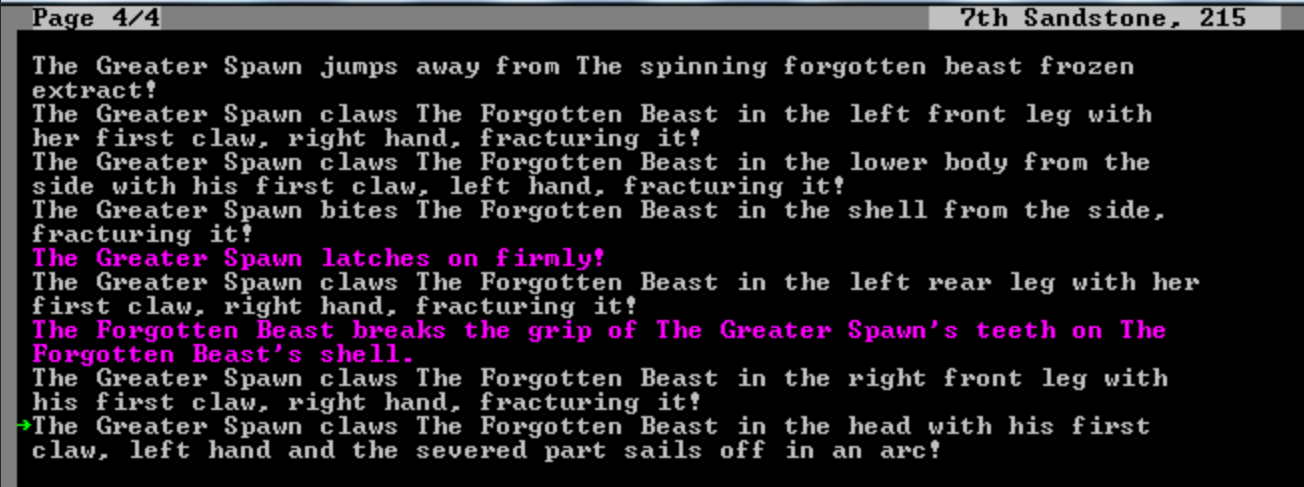 Page 4/4
7th Sandstone, 215
The Greater Spawn jumps away from The spinning forgotten beast frozen
extract!
The Greater Spawn claws The Forgotten Beast in the left front leg with
her first claw, right hand, fracturing it!
The Greater Spawn claws The Forgotten Beast in the lower body from the
side with his first claw, left hand, fracturing it!
The Greater Spawn bites The Forgotten Beast in the shell from the side,
fracturing it!
The Greater Spawn latches on firmly!
The Greater Spawn claws The Forgotten Beast in the left rear leg with her
first claw, right hand, fracturing it!
The Forgotten Beast breaks the grip of The Greater Spawn's teeth on The
Forgotten Beast's shell.
The Greater Spawn claws The Forgotten Beast in the right front leg with
his first claw, right hand, fracturing it!
→The Greater Spawn claws The Forgotten Beast in the head with his first
claw, left hand and the severed part sails off in an arc!